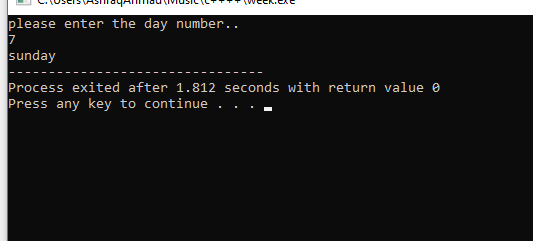 C:\Users\AshraqAhmad\Music\c++++\week.exe
please enter the day number..
7
sunday
--------------------------------
Process exited after 1.812 seconds with return value 0
Press any key to continue . . .